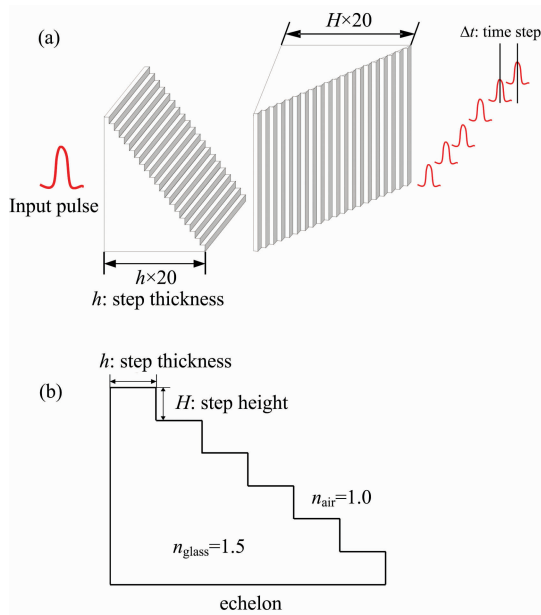 (a)
H×20
Δt: time step
Input pulse
h×20
h: step thickness
h: step thickness
(b)
H: step height
nair=1.0
nglass=1.5
echelon